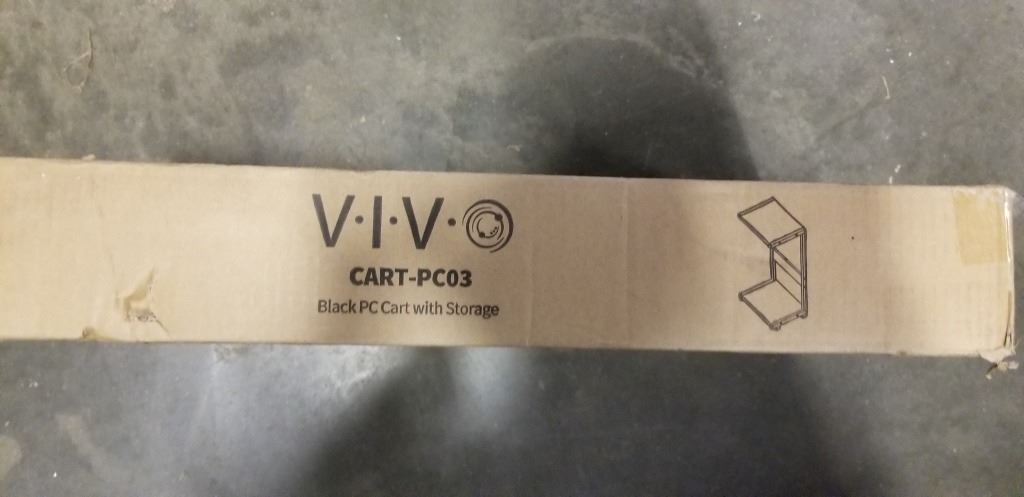 V·I·V·O
CART-PC03
Black PC Cart with Storage